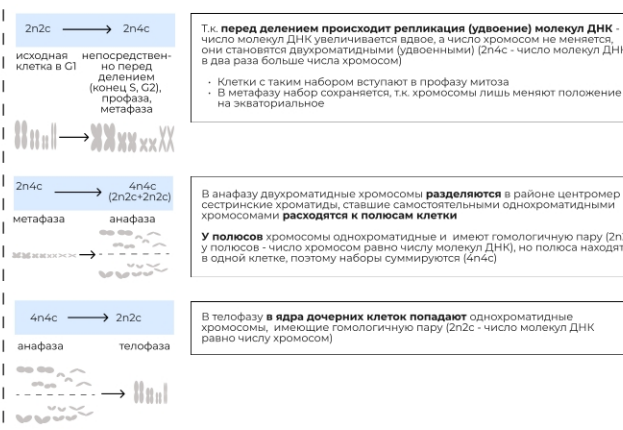 2n2c → 2n4c
исходная клетка в G1
непосредствен-
но перед
делением
(конец S, G2),
профаза,
метафаза
Т.к. перед делением происходит репликация (удвоение) молекул ДНК -
число молекул ДНК увеличивается вдвое, а число хромосом не меняется,
они становятся двухроматидными (удвоенными) (2n4c - число молекул ДНК
в два раза больше числа хромосом)
· Клетки с таким набором вступают в профазу митоза
· В метафазу набор сохраняется, т.к. хромосомы лишь меняют положение
на экваториальное
2n4c → 4n4c
(2n2c+2n2c)
метафаза анафаза
В анафазу двухроматидные хромосомы разделяются в районе центромер
сестринские хроматиды, ставшие самостоятельными однохроматидными
хромосомами расходятся к полюсам клетки
У полюсов хромосомы однохроматидные и имеют гомологичную пару
у полюсов - число хромосом равно числу молекул ДНК), но полюса
в одной клетке, поэтому наборы суммируются (4n4c)
4n4c → 2n2c
анафаза телофаза
В телофазу в ядра дочерних клеток попадают однохроматидные
хромосомы, имеющие гомологичную пару (2n2c - число молекул ДНК
равно числу хромосом)